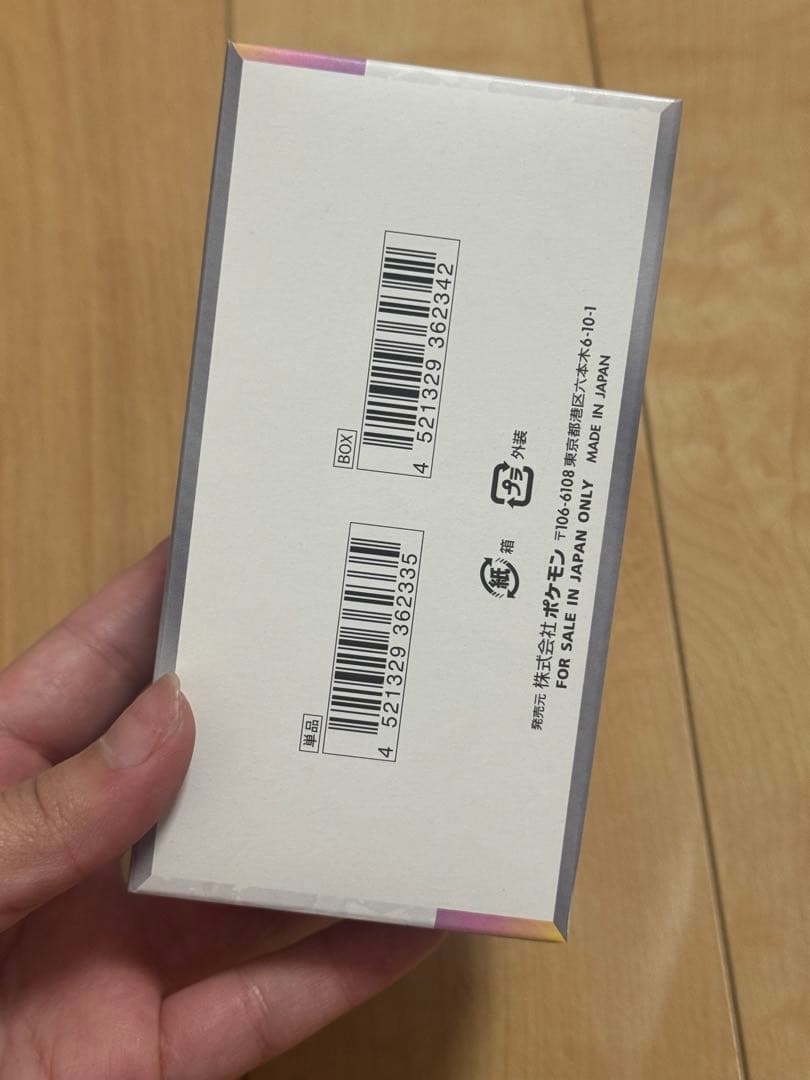 単品
4 521329 362335
BOX
4 521329 362342
紙 箱
プラ 外装
発売元 株式会社 ポケモン 〒106-6108 東京都港区六本木6-10-1
FOR SALE IN JAPAN ONLY MADE IN JAPAN